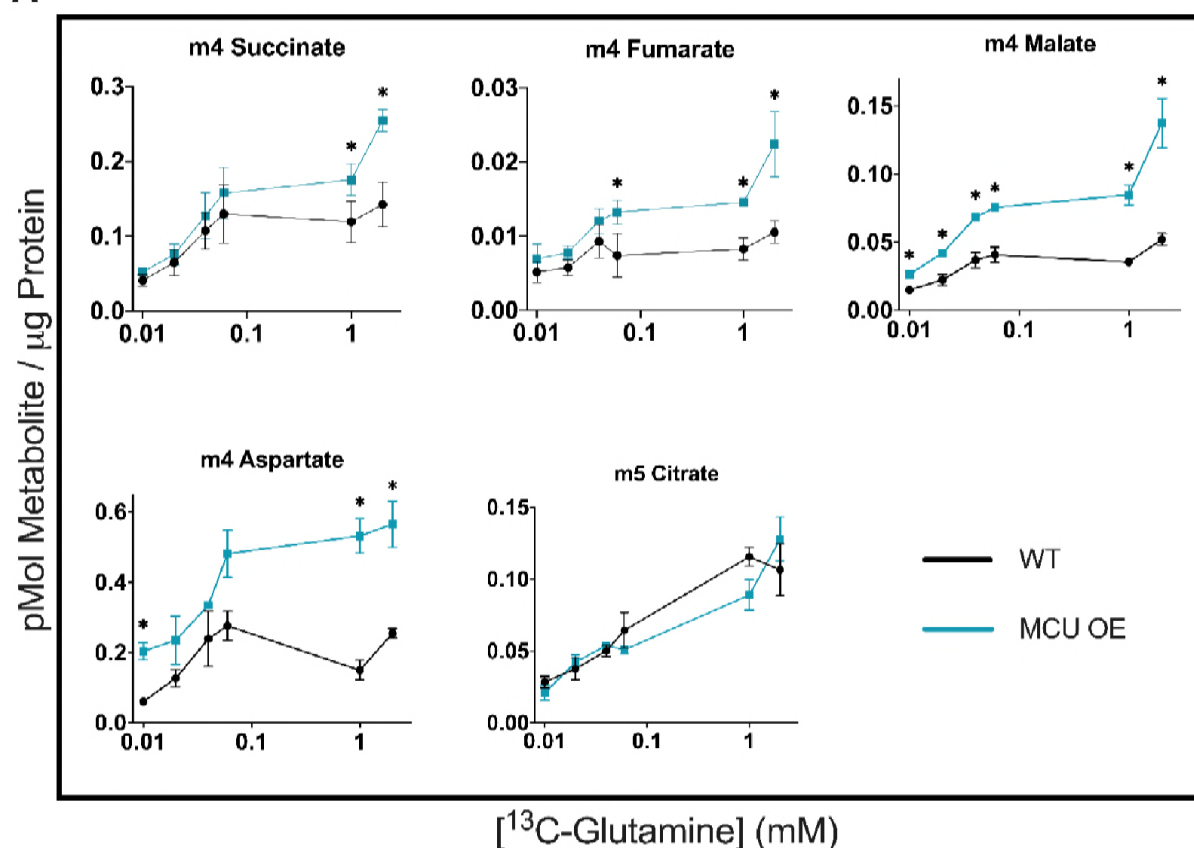 m4 Succinate
0.3
0.2
0.1
0.0
0.01 0.1 1
* *
m4 Fumarate
0.03
0.02
0.01
0.00
0.01 0.1 1
* * *
m4 Malate
0.15
0.10
0.05
0.00
0.01 0.1 1
* * * * * *
m4 Aspartate
0.6
0.4
0.2
0.0
0.01 0.1 1
* * *
m5 Citrate
0.15
0.10
0.05
0.00
0.01 0.1 1
WT
MCU OE
pMol Metabolite / µg Protein
[¹³C-Glutamine] (mM)